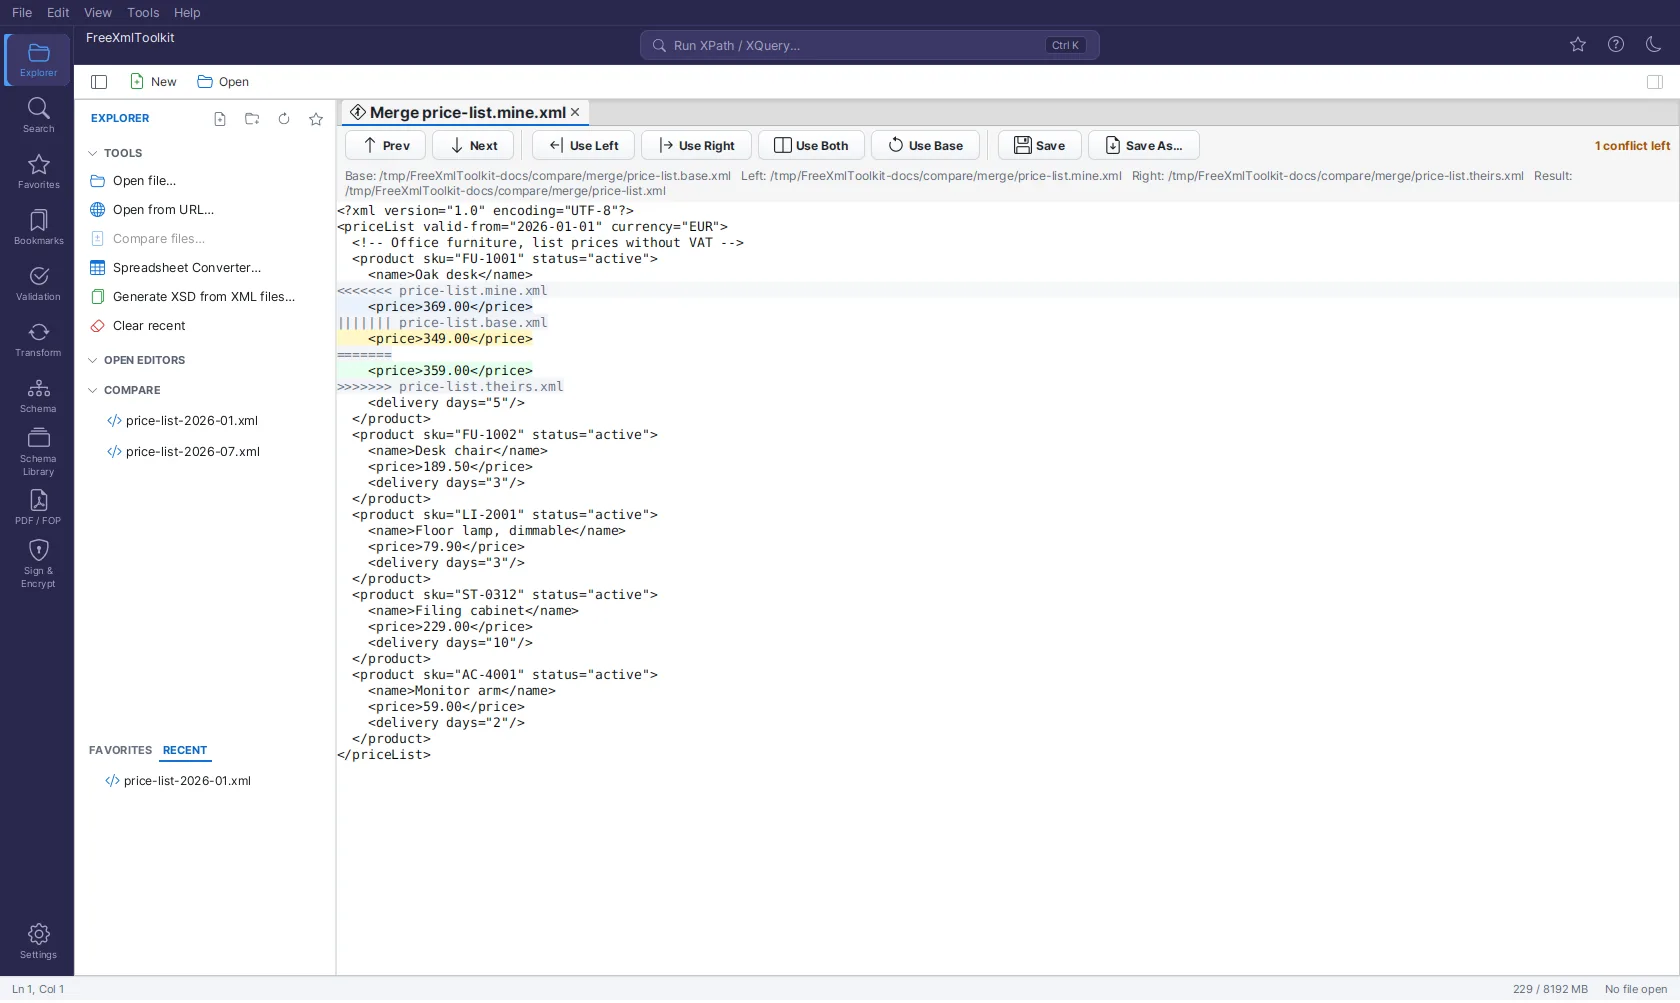 File Edit View Tools Help
FreeXmlToolkit
Run XPath / XQuery... Ctrl K
New Open
Explorer
Search
Favorites
Bookmarks
Validation
Transform
Schema
Schema
Library
PDF / FOP
Sign &
Encrypt
Settings
EXPLORER
TOOLS
Open file...
Open from URL...
Compare files...
Spreadsheet Converter...
Generate XSD from XML files...
Clear recent
OPEN EDITORS
COMPARE
price-list-2026-01.xml
price-list-2026-07.xml
FAVORITES RECENT
price-list-2026-01.xml
Merge price-list.mine.xml
Prev Next Use Left Use Right Use Both Use Base Save Save As... 1 conflict left
Base: /tmp/FreeXmlToolkit-docs/compare/merge/price-list.base.xml Left: /tmp/FreeXmlToolkit-docs/compare/merge/price-list.mine.xml Right: /tmp/FreeXmlToolkit-docs/compare/merge/price-list.theirs.xml Result:
/tmp/FreeXmlToolkit-docs/compare/merge/price-list.xml
<?xml version="1.0" encoding="UTF-8"?>
<priceList valid-from="2026-01-01" currency="EUR">
<!-- Office furniture, list prices without VAT -->
<product sku="FU-1001" status="active">
<name>Oak desk</name>
<<<<<<< price-list.mine.xml
<price>369.00</price>
||||||| price-list.base.xml
<price>349.00</price>
=======
<price>359.00</price>
>>>>>>> price-list.theirs.xml
<delivery days="5"/>
</product>
<product sku="FU-1002" status="active">
<name>Desk chair</name>
<price>189.50</price>
<delivery days="3"/>
</product>
<product sku="LI-2001" status="active">
<name>Floor lamp, dimmable</name>
<price>79.90</price>
<delivery days="3"/>
</product>
<product sku="ST-0312" status="active">
<name>Filing cabinet</name>
<price>229.00</price>
<delivery days="10"/>
</product>
<product sku="AC-4001" status="active">
<name>Monitor arm</name>
<price>59.00</price>
<delivery days="2"/>
</product>
</priceList>
Ln 1, Col 1 229 / 8192 MB No file open